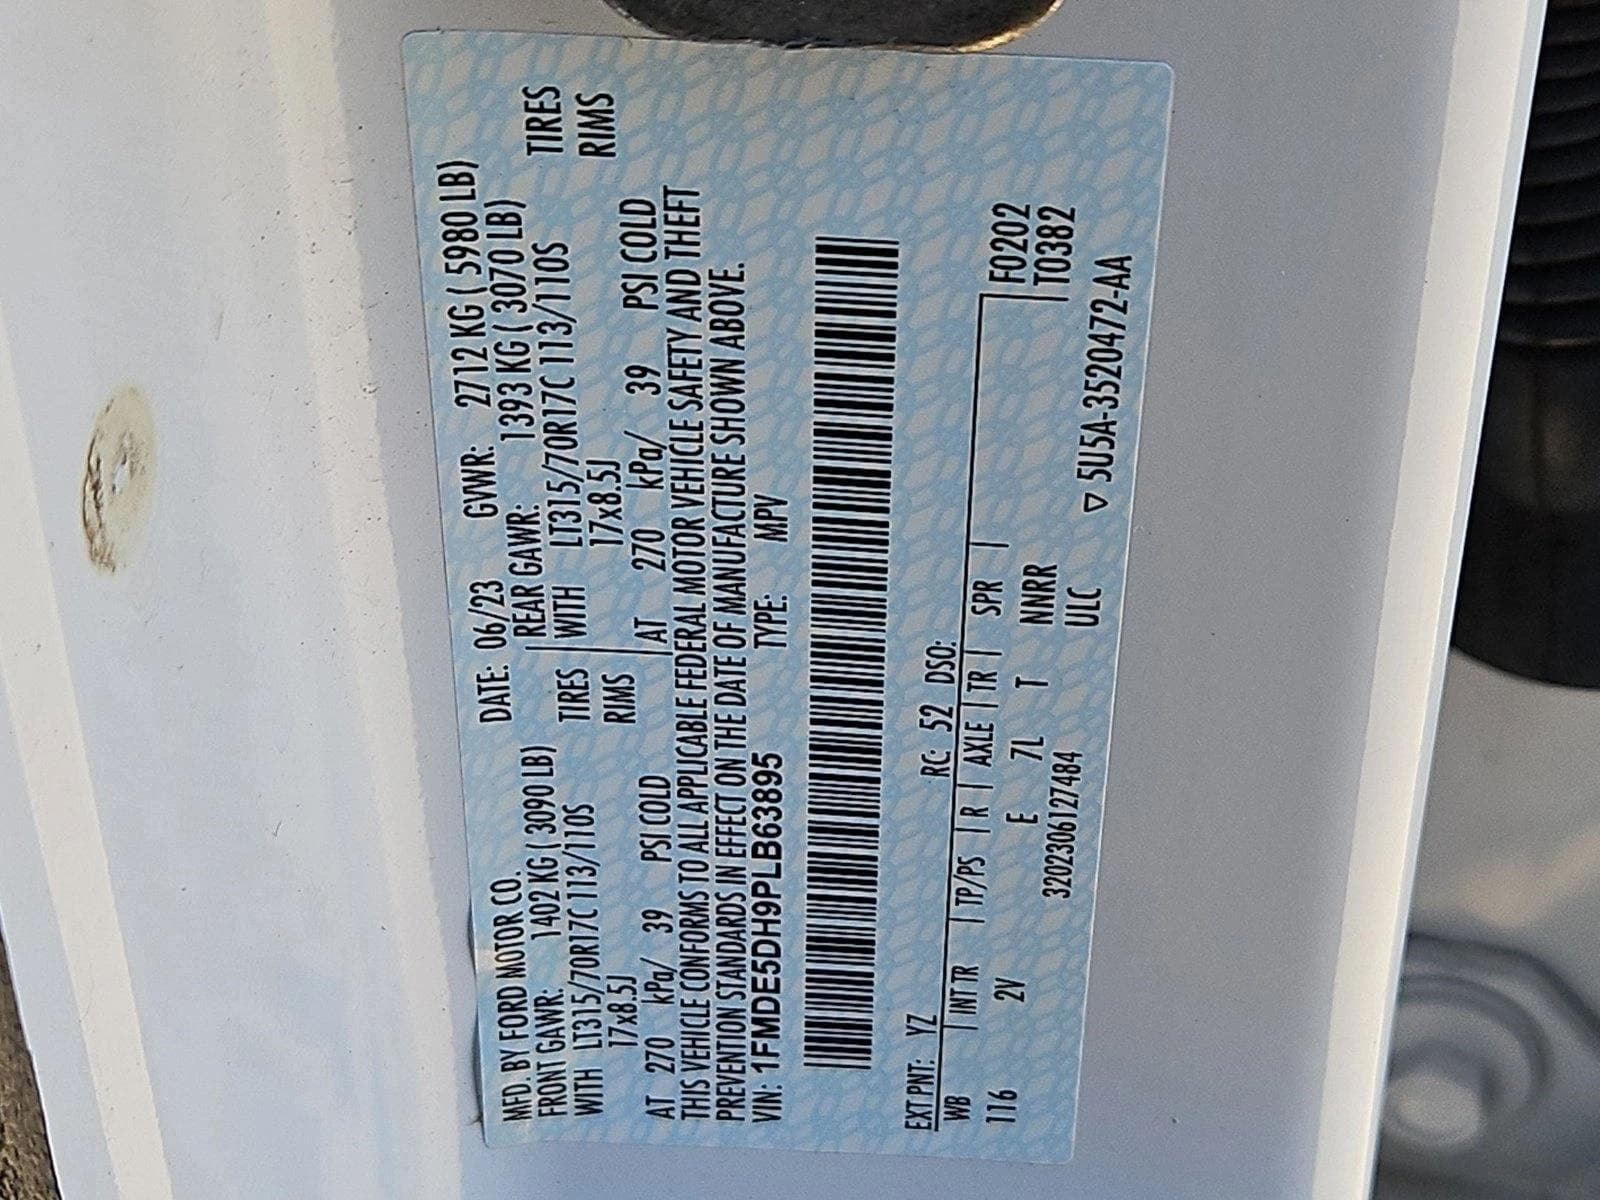 MFD. BY FORD MOTOR CO. DATE: 06/23 GVWR: 2712 KG ( 5980 LB)
FRONT GAWR: 1402 KG ( 3090 LB) REAR GAWR: 1393 KG ( 3070 LB)
WITH LT315/70R17C 113/110S TIRES WITH LT315/70R17C 113/110S TIRES
17x8.5J RIMS 17x8.5J RIMS
AT 270 kPa/ 39 PSI COLD AT 270 kPa/ 39 PSI COLD
THIS VEHICLE CONFORMS TO ALL APPLICABLE FEDERAL MOTOR VEHICLE SAFETY AND THEFT
PREVENTION STANDARDS IN EFFECT ON THE DATE OF MANUFACTURE SHOWN ABOVE.
VIN: 1FMDE5DH9PLB63895 TYPE: MPV
EXT PNT: YZ RC: 52 DSO: F0202
WB INT TR TP/PS R AXLE TR SPR T0382
116 2V E 7L T NNRR
3202306127484 ULC
▽ 5U5A-3520472-AA